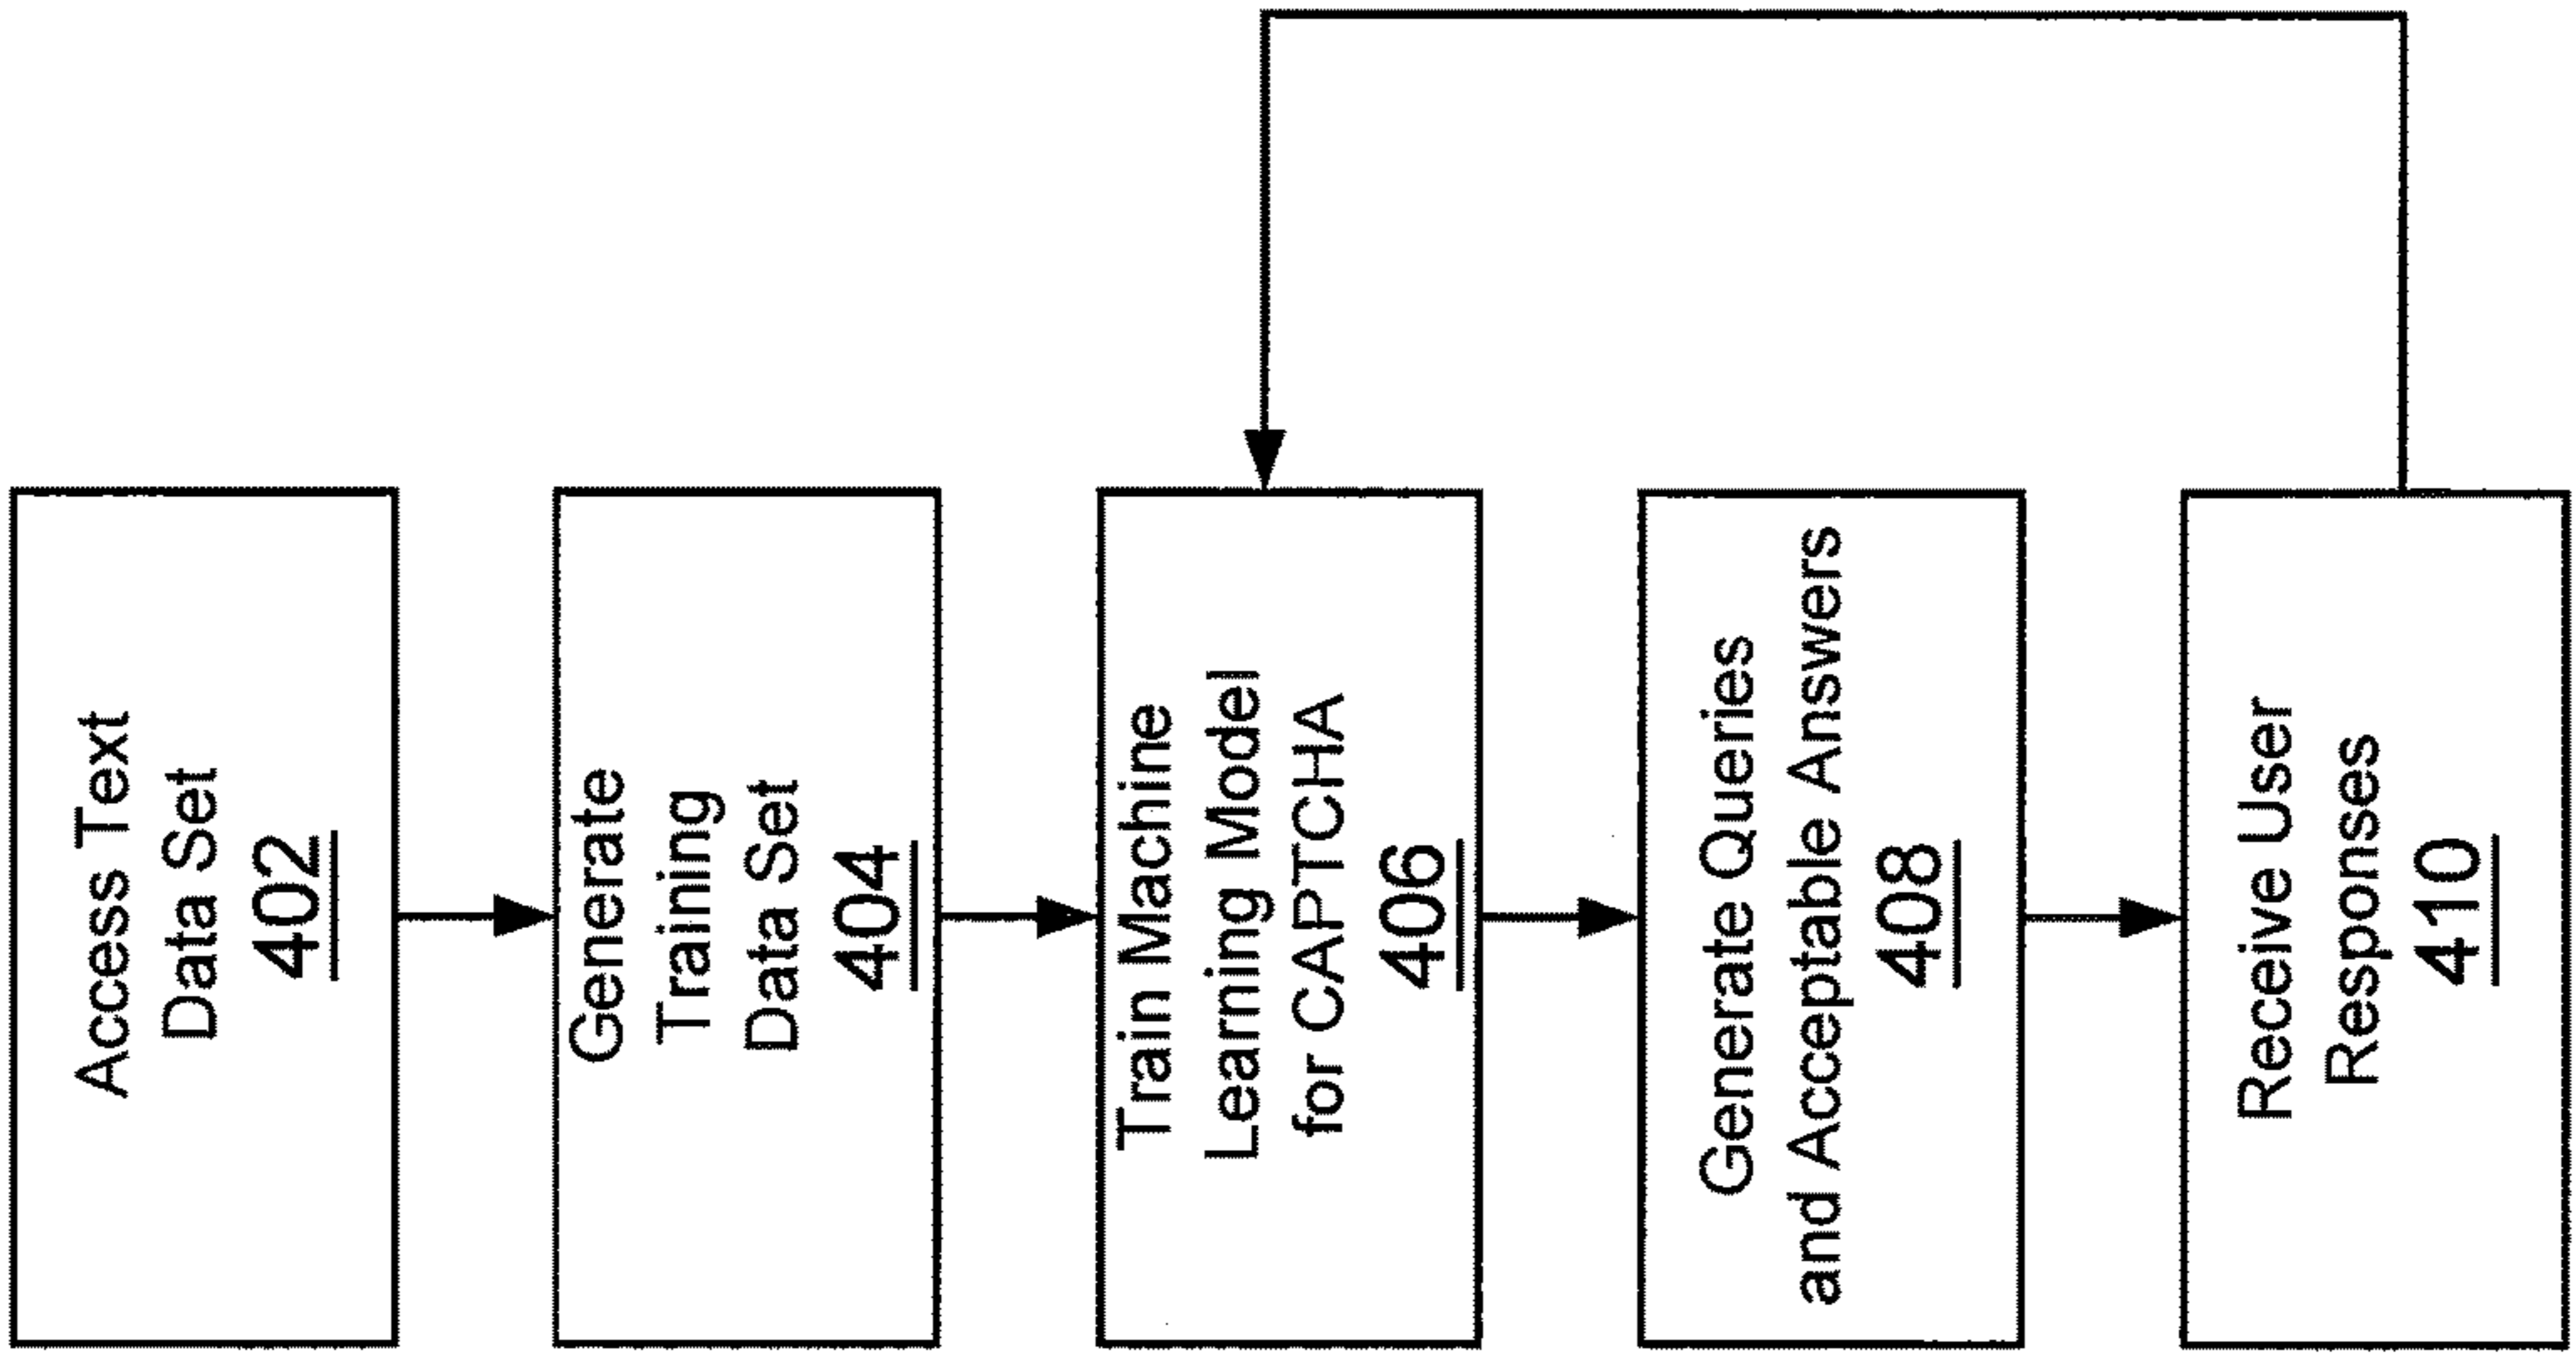 Access Text
Data Set
402
Generate
Training
Data Set
404
Train Machine
Learning Model
for CAPTCHA
406
Generate Queries
and Acceptable Answers
408
Receive User
Responses
410